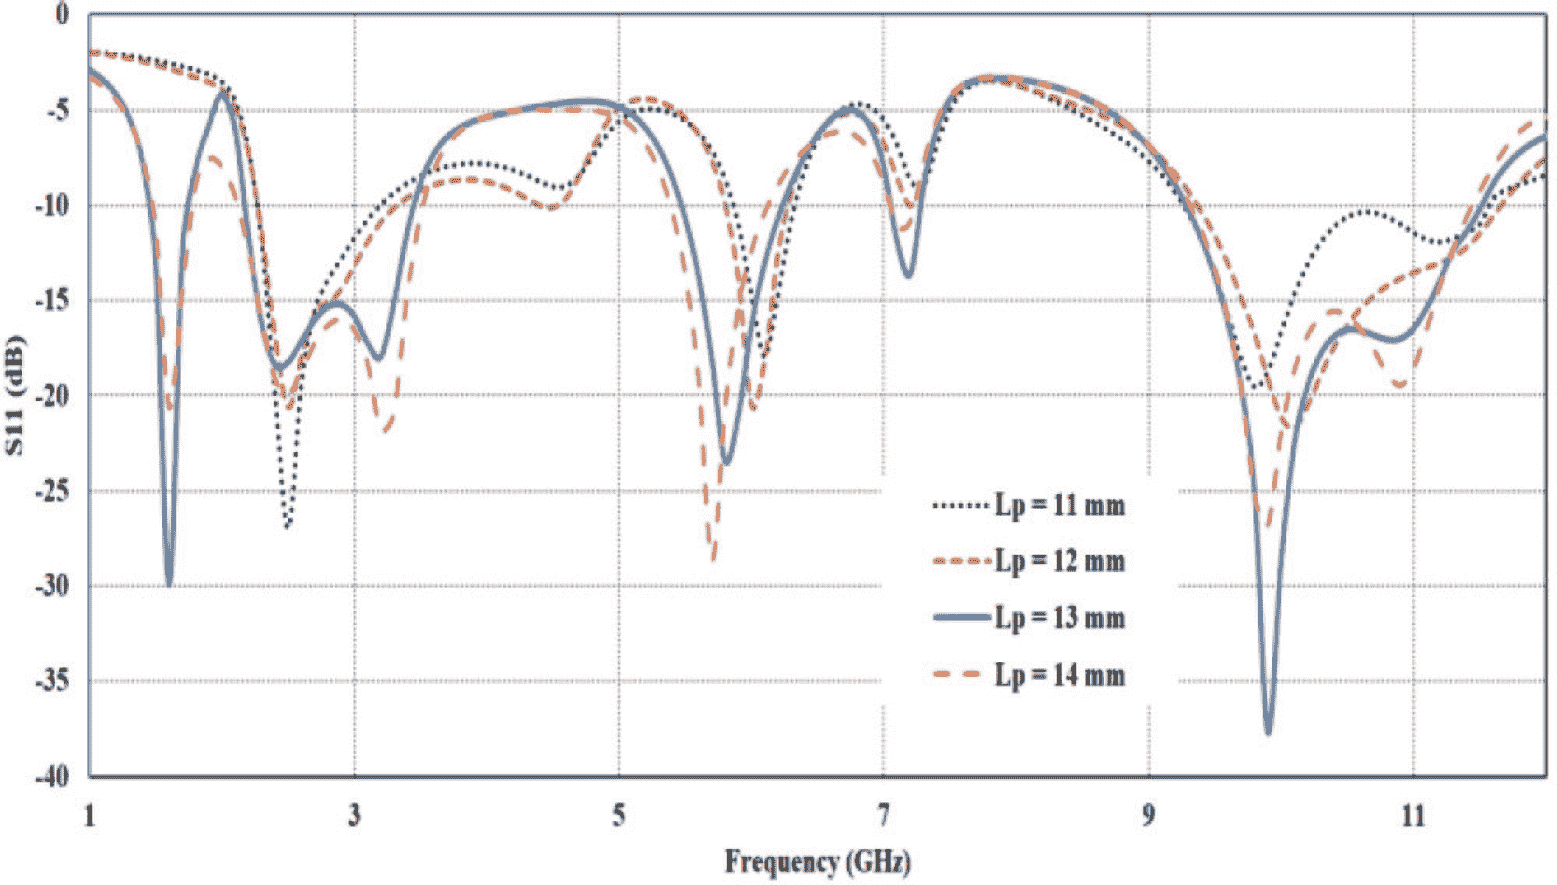 0
-5
-10
-15
-20
-25
-30
-35
-40
S11 (dB)
Lp = 11 mm
Lp = 12 mm
Lp = 13 mm
Lp = 14 mm
1 3 5 7 9 11
Frequency (GHz)